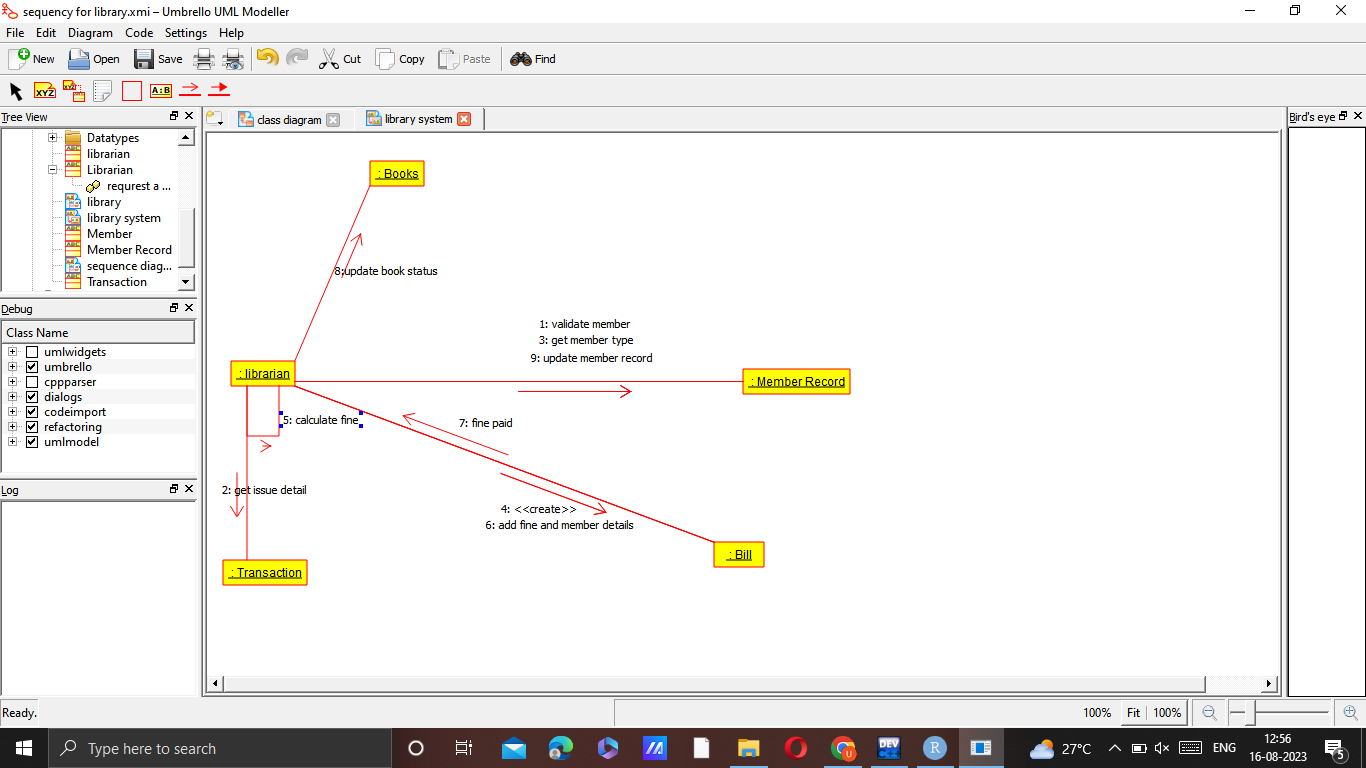 sequency for library.xmi – Umbrello UML Modeller
File Edit Diagram Code Settings Help
New Open Save Cut Copy Paste Find
XYZ XYZ A:B
Tree View
class diagram library system
Bird's eye
Datatypes
librarian
Librarian
requrest a ...
library
library system
Member
Member Record
sequence diag...
Transaction
Debug
Class Name
umlwidgets
umbrello
cppparser
dialogs
codeimport
refactoring
umlmodel
Log
: Books
8:update book status
1: validate member
3: get member type
9: update member record
: librarian
: Member Record
5: calculate fine
7: fine paid
2: get issue detail
4: <<create>>
6: add fine and member details
: Bill
: Transaction
Ready.
100% Fit 100%
Type here to search
DEV
C++
R
u
27°C
ENG
12:56
16-08-2023
5